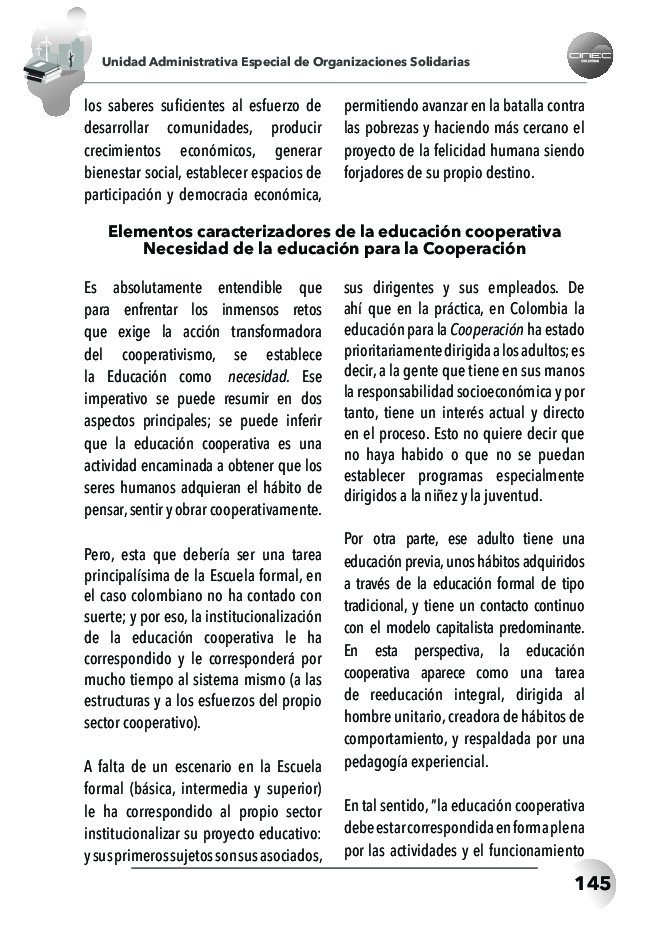 Unidad Administrativa Especial de Organizaciones Solidarias
los saberes suficientes al esfuerzo de
desarrollar comunidades, producir
crecimientos económicos, generar
bienestar social, establecer espacios de
participación y democracia económica,
permitiendo avanzar en la batalla contra
las pobrezas y haciendo más cercano el
proyecto de la felicidad humana siendo
forjadores de su propio destino.
Elementos caracterizadores de la educación cooperativa
Necesidad de la educación para la Cooperación
Es absolutamente entendible que
para enfrentar los inmensos retos
que exige la acción transformadora
del cooperativismo, se establece
la Educación como necesidad. Ese
imperativo se puede resumir en dos
aspectos principales; se puede inferir
que la educación cooperativa es una
actividad encaminada a obtener que los
seres humanos adquieran el hábito de
pensar, sentir y obrar cooperativamente.
Pero, esta que debería ser una tarea
principalísima de la Escuela formal, en
el caso colombiano no ha contado con
suerte; y por eso, la institucionalización
de la educación cooperativa le ha
correspondido y le corresponderá por
mucho tiempo al sistema mismo (a las
estructuras y a los esfuerzos del propio
sector cooperativo).
A falta de un escenario en la Escuela
formal (básica, intermedia y superior)
le ha correspondido al propio sector
institucionalizar su proyecto educativo:
y sus primeros sujetos son sus asociados,
sus dirigentes y sus empleados. De
ahí que en la práctica, en Colombia la
educación para la Cooperación ha estado
prioritariamente dirigida a los adultos; es
decir, a la gente que tiene en sus manos
la responsabilidad socioeconómica y por
tanto, tiene un interés actual y directo
en el proceso. Esto no quiere decir que
no haya habido o que no se puedan
establecer programas especialmente
dirigidos a la niñez y la juventud.
Por otra parte, ese adulto tiene una
educación previa, unos hábitos adquiridos
a través de la educación formal de tipo
tradicional, y tiene un contacto continuo
con el modelo capitalista predominante.
En esta perspectiva, la educación
cooperativa aparece como una tarea
de reeducación integral, dirigida al
hombre unitario, creadora de hábitos de
comportamiento, y respaldada por una
pedagogía experiencial.
En tal sentido, "la educación cooperativa
debe estar correspondida en forma plena
por las actividades y el funcionamiento
145